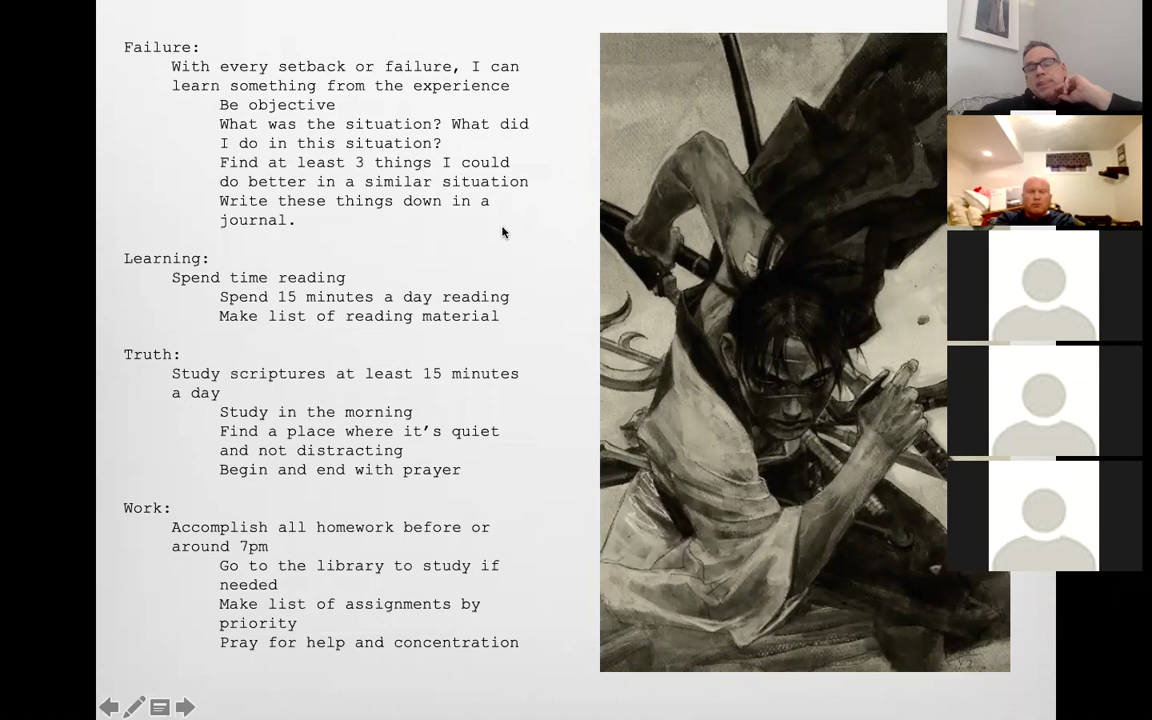 Failure:
With every setback or failure, I can
learn something from the experience
Be objective
What was the situation? What did
I do in this situation?
Find at least 3 things I could
do better in a similar situation
Write these things down in a
journal.
Learning:
Spend time reading
Spend 15 minutes a day reading
Make list of reading material
Truth:
Study scriptures at least 15 minutes
a day
Study in the morning
Find a place where it’s quiet
and not distracting
Begin and end with prayer
Work:
Accomplish all homework before or
around 7pm
Go to the library to study if
needed
Make list of assignments by
priority
Pray for help and concentration